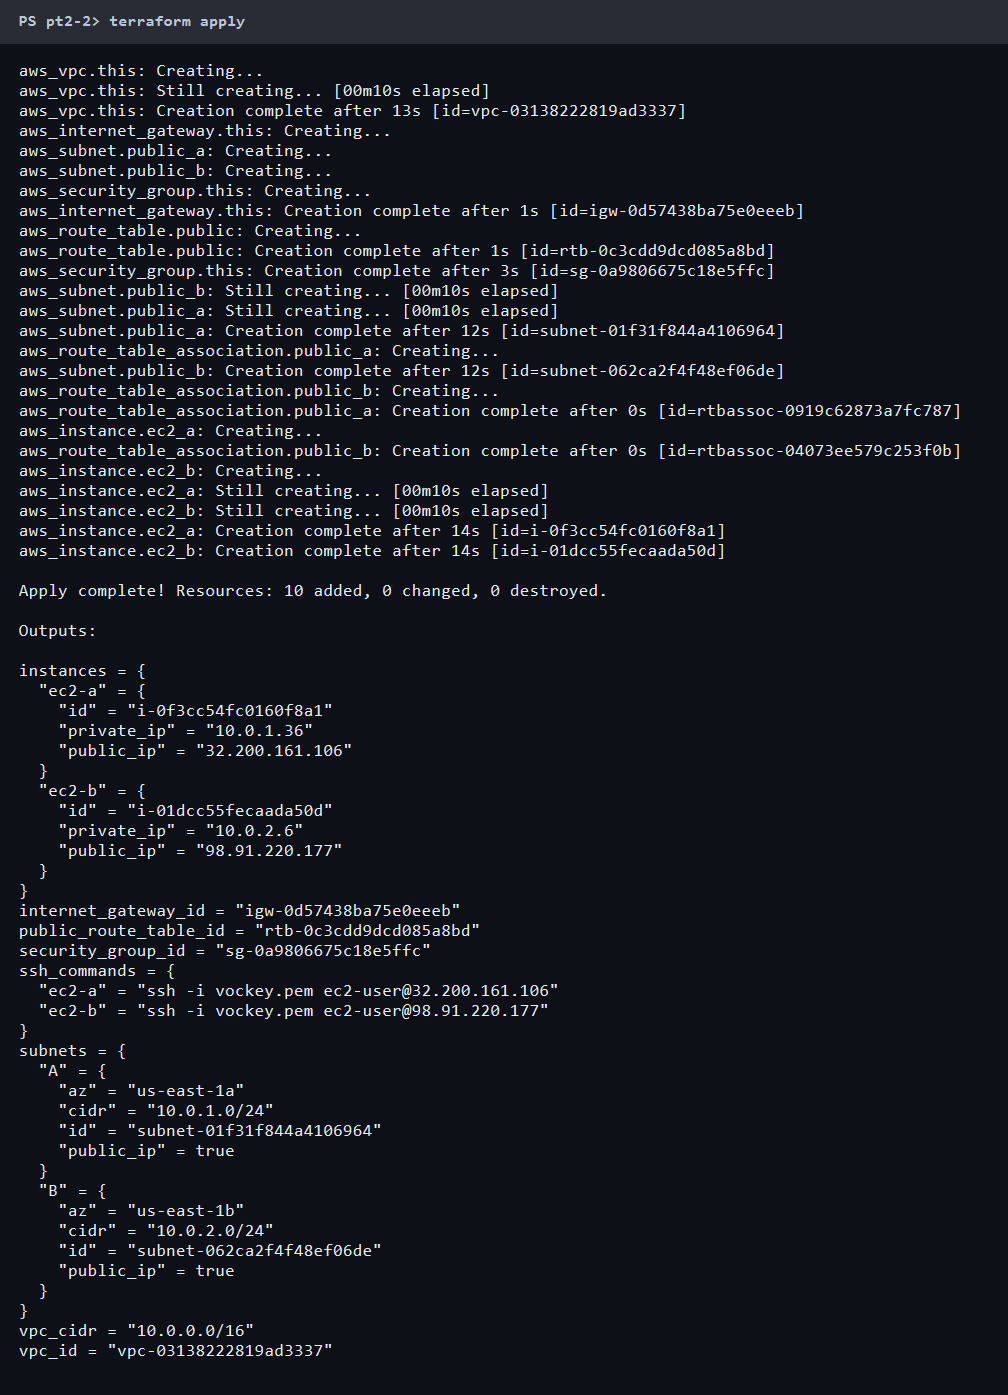 PS pt2-2> terraform apply
aws_vpc.this: Creating...
aws_vpc.this: Still creating... [00m10s elapsed]
aws_vpc.this: Creation complete after 13s [id=vpc-03138222819ad3337]
aws_internet_gateway.this: Creating...
aws_subnet.public_a: Creating...
aws_subnet.public_b: Creating...
aws_security_group.this: Creating...
aws_internet_gateway.this: Creation complete after 1s [id=igw-0d57438ba75e0eeeb]
aws_route_table.public: Creating...
aws_route_table.public: Creation complete after 1s [id=rtb-0c3cdd9dcd085a8bd]
aws_security_group.this: Creation complete after 3s [id=sg-0a9806675c18e5ffc]
aws_subnet.public_b: Still creating... [00m10s elapsed]
aws_subnet.public_a: Still creating... [00m10s elapsed]
aws_subnet.public_a: Creation complete after 12s [id=subnet-01f31f844a4106964]
aws_route_table_association.public_a: Creating...
aws_subnet.public_b: Creation complete after 12s [id=subnet-062ca2f4f48ef06de]
aws_route_table_association.public_b: Creating...
aws_route_table_association.public_a: Creation complete after 0s [id=rtbassoc-0919c62873a7fc787]
aws_instance.ec2_a: Creating...
aws_route_table_association.public_b: Creation complete after 0s [id=rtbassoc-04073ee579c253f0b]
aws_instance.ec2_b: Creating...
aws_instance.ec2_a: Still creating... [00m10s elapsed]
aws_instance.ec2_b: Still creating... [00m10s elapsed]
aws_instance.ec2_a: Creation complete after 14s [id=i-0f3cc54fc0160f8a1]
aws_instance.ec2_b: Creation complete after 14s [id=i-01dcc55fecaada50d]

Apply complete! Resources: 10 added, 0 changed, 0 destroyed.

Outputs:

instances = {
  "ec2-a" = {
    "id" = "i-0f3cc54fc0160f8a1"
    "private_ip" = "10.0.1.36"
    "public_ip" = "32.200.161.106"
  }
  "ec2-b" = {
    "id" = "i-01dcc55fecaada50d"
    "private_ip" = "10.0.2.6"
    "public_ip" = "98.91.220.177"
  }
}
internet_gateway_id = "igw-0d57438ba75e0eeeb"
public_route_table_id = "rtb-0c3cdd9dcd085a8bd"
security_group_id = "sg-0a9806675c18e5ffc"
ssh_commands = {
  "ec2-a" = "ssh -i vockey.pem ec2-user@32.200.161.106"
  "ec2-b" = "ssh -i vockey.pem ec2-user@98.91.220.177"
}
subnets = {
  "A" = {
    "az" = "us-east-1a"
    "cidr" = "10.0.1.0/24"
    "id" = "subnet-01f31f844a4106964"
    "public_ip" = true
  }
  "B" = {
    "az" = "us-east-1b"
    "cidr" = "10.0.2.0/24"
    "id" = "subnet-062ca2f4f48ef06de"
    "public_ip" = true
  }
}
vpc_cidr = "10.0.0.0/16"
vpc_id = "vpc-03138222819ad3337"